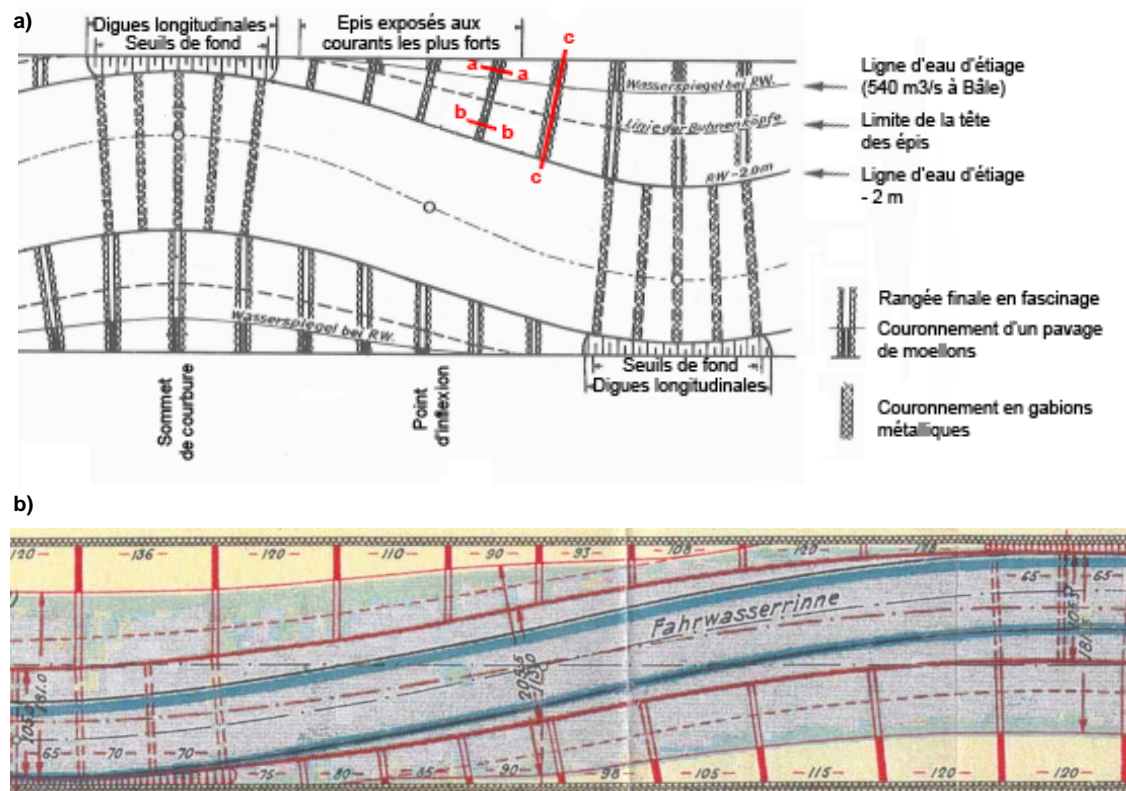 a)
Digues longitudinales
Seuils de fond
Epis exposés aux
courants les plus forts
c
a
a
b
b
c
Wasserspiegel bei RW.
Linie der Buhnenköpfe
RW - 2.0m
Ligne d'eau d'étiage
(540 m3/s à Bâle)
Limite de la tête
des épis
Ligne d'eau d'étiage
- 2 m
Wasserspiegel bei RW.
Seuils de fond
Digues longitudinales
Sommet
de courbure
Point
d'inflexion
Rangée finale en fascinage
Couronnement d'un pavage
de moellons
Couronnement en gabions
métalliques
b)
120 - 136 - 120 - 110 - 90 - 93 - 108 - 120 - 128
65 - 65
Fahrwasserrinne
181.0
65 - 70 - 70
75 - 80 - 85 - 90 - 98 - 105 - 115 - 120 - 120